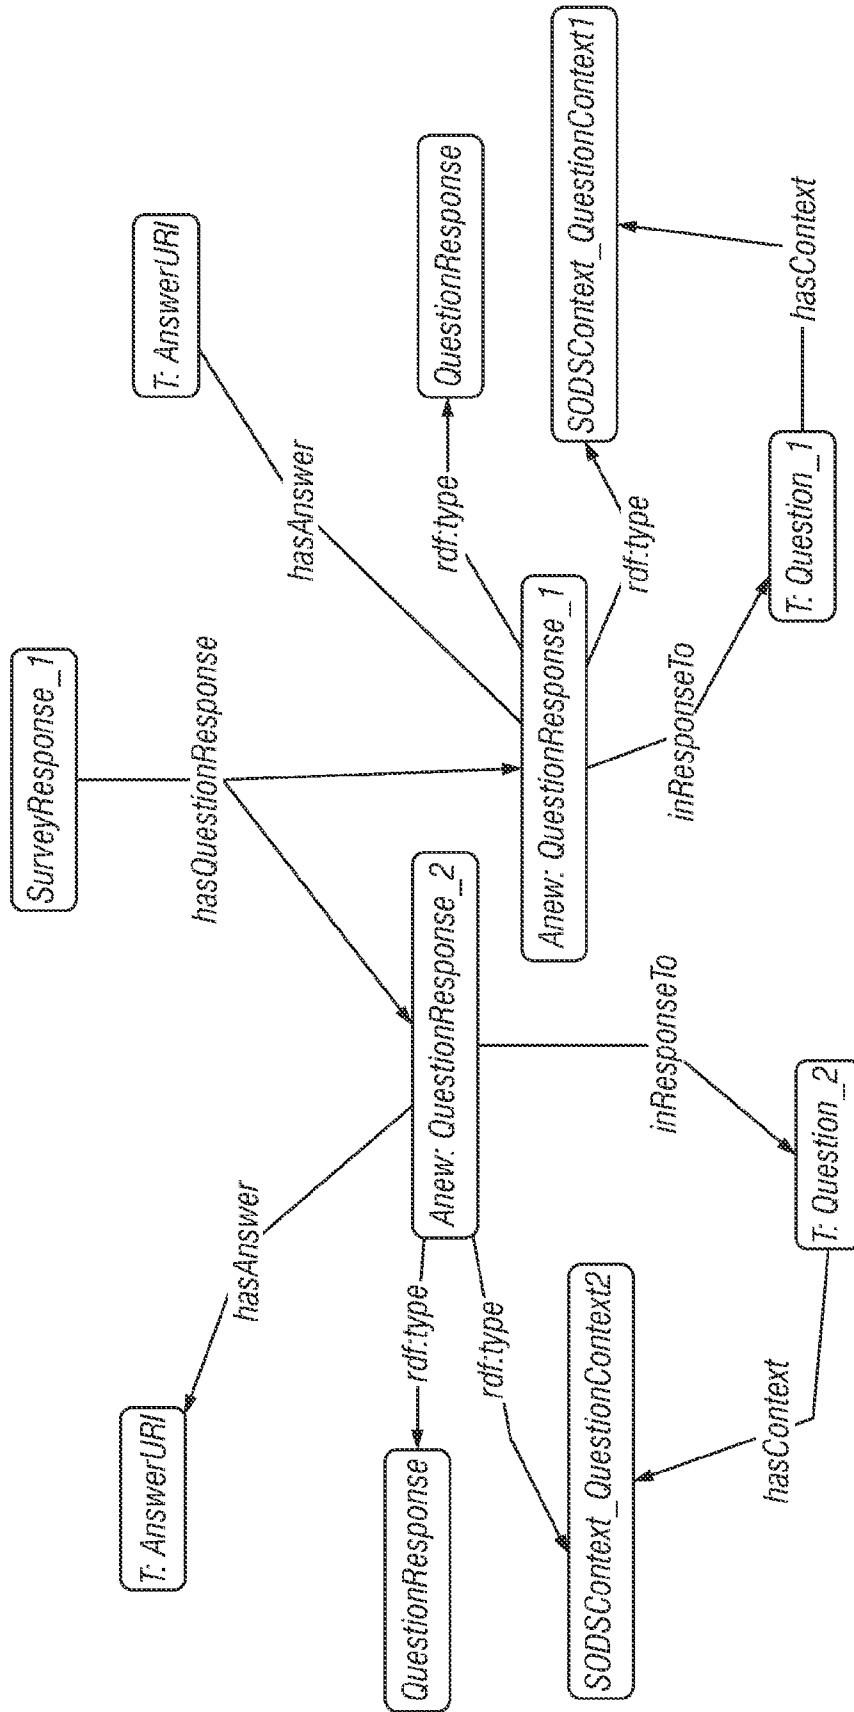 T: AnswerURI
hasAnswer
SurveyResponse_1
hasQuestionResponse
hasAnswer
T: AnswerURI
QuestionResponse
rdf:type
Anew: QuestionResponse_2
rdf:type
Anew: QuestionResponse_1
rdf:type
QuestionResponse
SODSContext_QuestionContext2
rdf:type
SODSContext_QuestionContext1
inResponseTo
inResponseTo
hasContext
T: Question_2
T: Question_1
hasContext